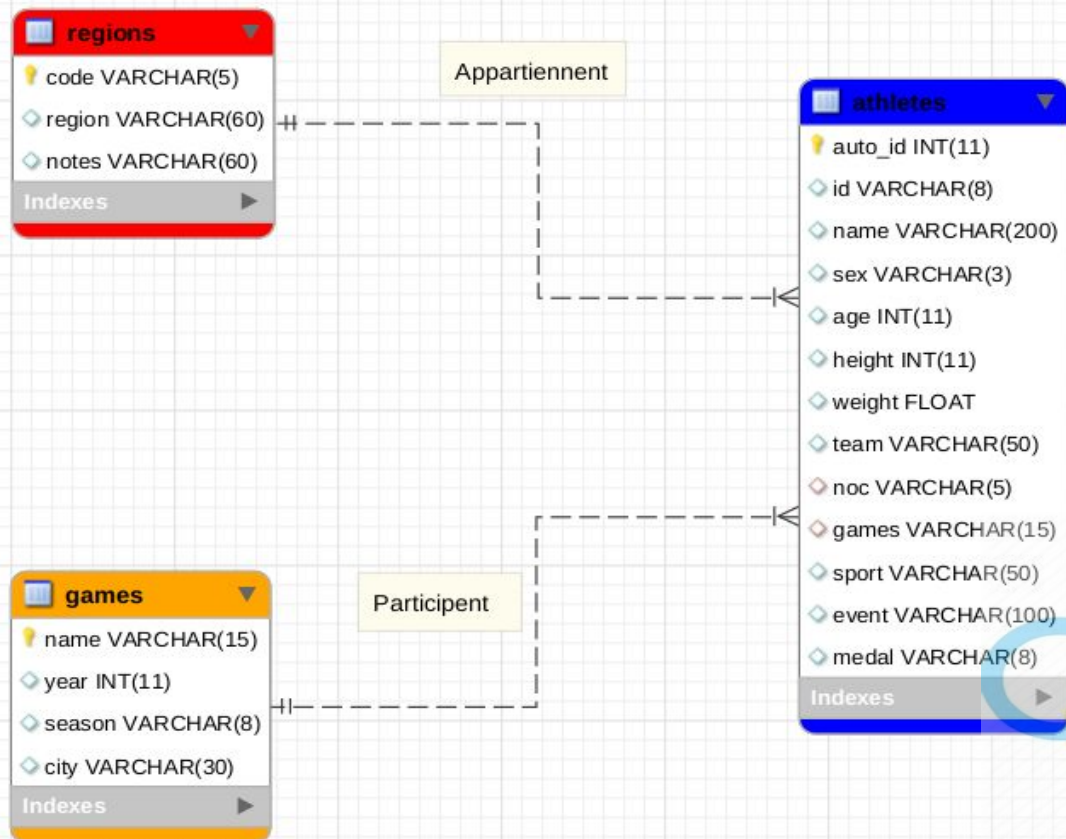 regions
code VARCHAR(5)
region VARCHAR(60)
notes VARCHAR(60)
Indexes
Appartiennent
athletes
auto_id INT(11)
id VARCHAR(8)
name VARCHAR(200)
sex VARCHAR(3)
age INT(11)
height INT(11)
weight FLOAT
team VARCHAR(50)
noc VARCHAR(5)
games VARCHAR(15)
sport VARCHAR(50)
event VARCHAR(100)
medal VARCHAR(8)
Indexes
games
name VARCHAR(15)
year INT(11)
season VARCHAR(8)
city VARCHAR(30)
Indexes
Participent